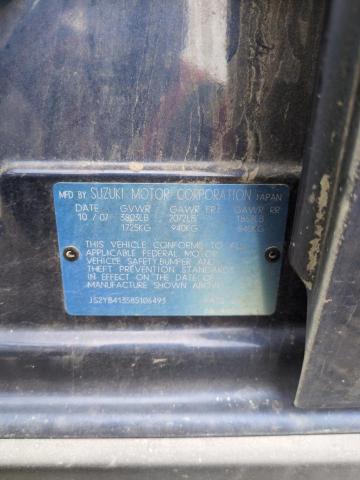 MFD BY SUZUKI MOTOR CORPORATION JAPAN
DATE GVWR GAWR FRT GAWR RR
10 / 07 3803LB 2072LB
1725KG 940KG
THIS VEHICLE CONFORMS TO ALL
APPLICABLE FEDERAL MOTOR
VEHICLE SAFETY,BUMPER AND
THEFT PREVENTION STANDARDS
IN EFFECT ON THE DATE OF
MANUFACTURE SHOWN ABOVE
JS2YB413585106493